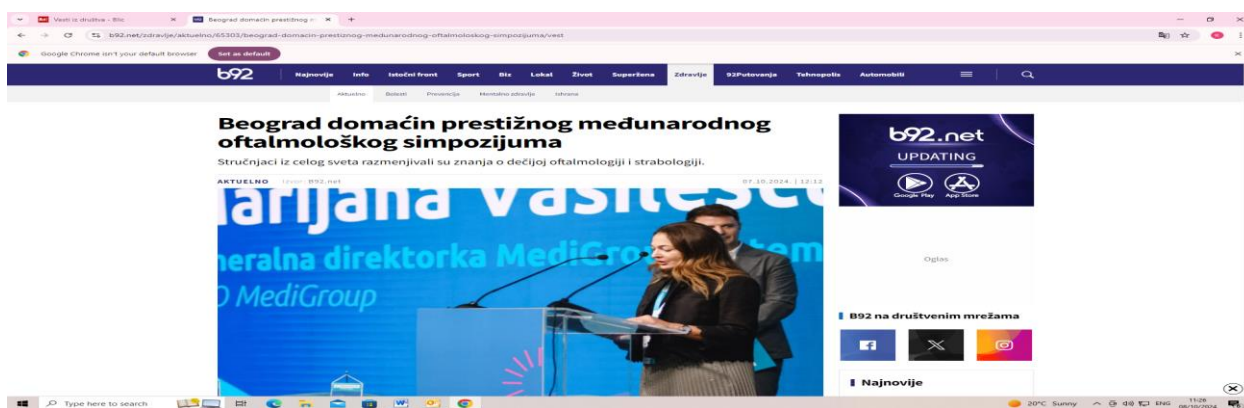 Vesti iz društva - Blic
Beograd domaćin prestižnog
b92.net/zdravlje/aktuelno/65303/beograd-domacin-prestiznog-medunarodnog-oftalmoloskog-simpozijuma/vest
Google Chrome isn't your default browser
Set as default
b92 Najnovije Info Istočni front Sport Biz Lokal Život Superžena Zdravlje 92Putovanja Tehnopolis Automobili
Aktuelno Bolesti Prevencija Mentalno zdravlje Ishrana
Beograd domaćin prestižnog međunarodnog
oftalmološkog simpozijuma
Stručnjaci iz celog sveta razmenjivali su znanja o dečijoj oftalmologiji i strabologiji.
AKTUELNO Izvor: B92.net 07.10.2024. | 12:12
arijana Vasilesc
neralna direktorka MediGro tem
O MediGroup
b92.net
UPDATING
Google Play App Store
Oglas
B92 na društvenim mrežama
Najnovije
Type here to search
20°C Sunny
ENG
11:26
08/10/2024